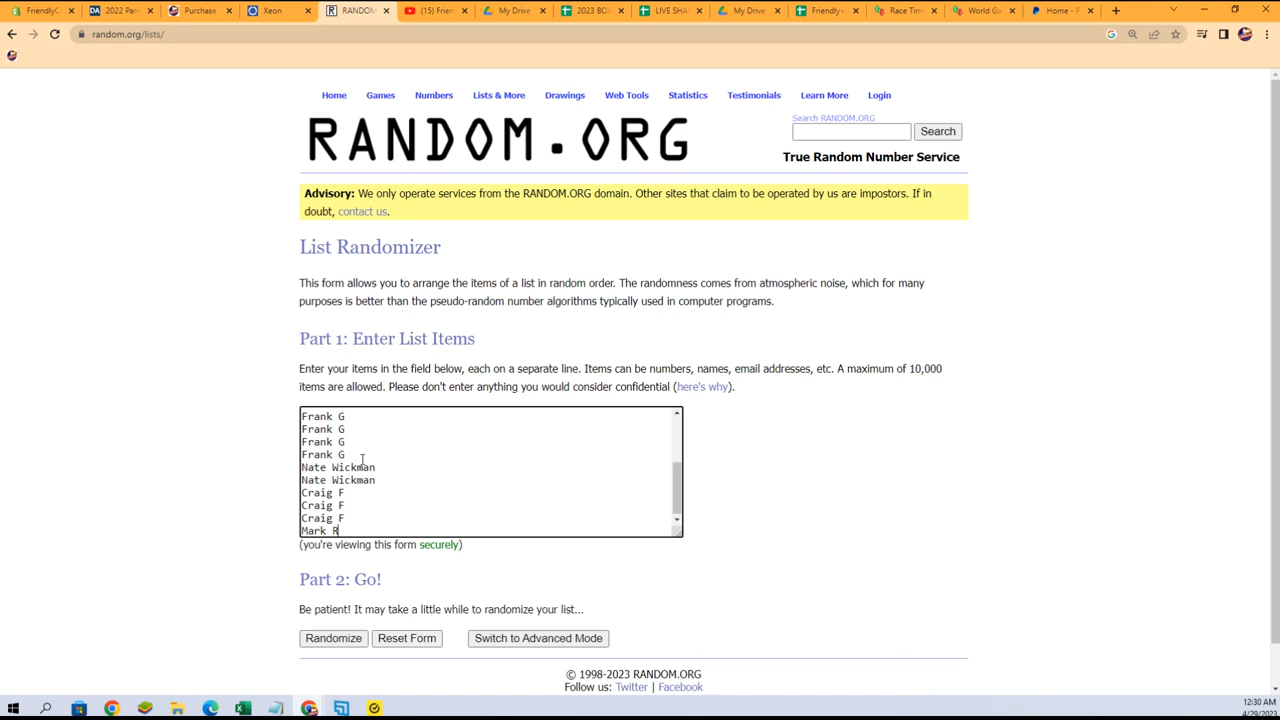 FriendlyC
2022 Pan
Purchase
Xeon
RANDOM
(15) Frien
My Drive
2023 BO
LIVE SHA
My Drive
Friendly-
Race Tim
World Ga
Home - P
random.org/lists/
Home Games Numbers Lists & More Drawings Web Tools Statistics Testimonials Learn More Login
RANDOM.ORG
Search RANDOM.ORG
Search
True Random Number Service
Advisory: We only operate services from the RANDOM.ORG domain. Other sites that claim to be operated by us are impostors. If in
doubt, contact us.
List Randomizer
This form allows you to arrange the items of a list in random order. The randomness comes from atmospheric noise, which for many
purposes is better than the pseudo-random number algorithms typically used in computer programs.
Part 1: Enter List Items
Enter your items in the field below, each on a separate line. Items can be numbers, names, email addresses, etc. A maximum of 10,000
items are allowed. Please don't enter anything you would consider confidential (here's why).
Frank G
Frank G
Frank G
Frank G
Nate Wickman
Nate Wickman
Craig F
Craig F
Craig F
Mark R
(you're viewing this form securely)
Part 2: Go!
Be patient! It may take a little while to randomize your list...
Randomize Reset Form Switch to Advanced Mode
© 1998-2023 RANDOM.ORG
Follow us: Twitter | Facebook
12:30 AM
4/29/2023